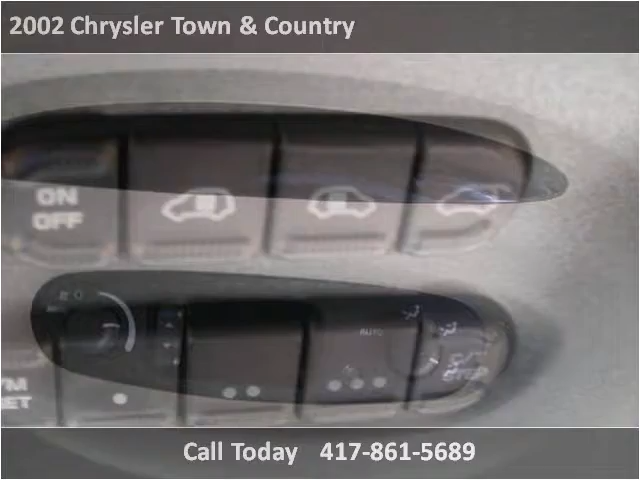 2002 Chrysler Town & Country
ON
OFF
AUTO
Call Today 417-861-5689